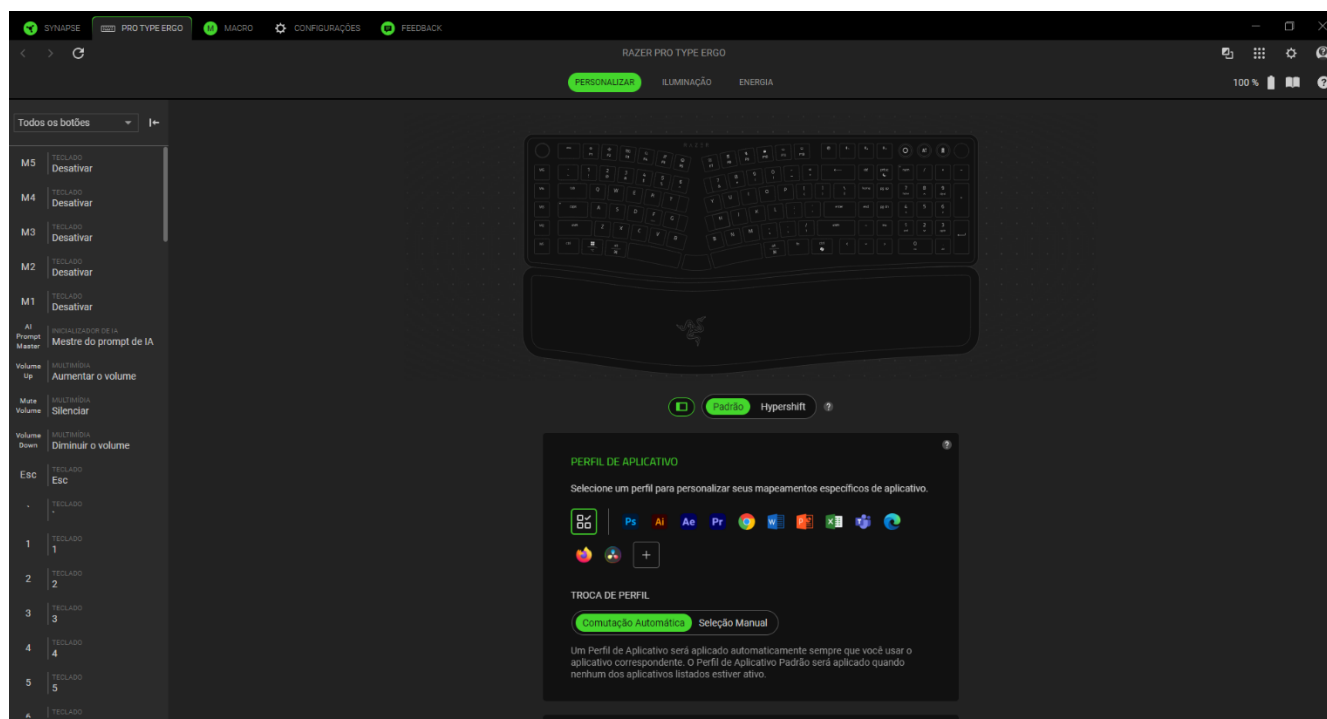 SYNAPSE PRO TYPE ERGO M MACRO CONFIGURAÇÕES FEEDBACK
RAZER PRO TYPE ERGO
PERSONALIZAR ILUMINAÇÃO ENERGIA
100 %
Todos os botões
M5 TECLADO
Desativar
M4 TECLADO
Desativar
M3 TECLADO
Desativar
M2 TECLADO
Desativar
M1 TECLADO
Desativar
AI Prompt Master INICIALIZADOR DE IA
Mestre do prompt de IA
Volume Up MULTIMÍDIA
Aumentar o volume
Mute Volume MULTIMÍDIA
Silenciar
Volume Down MULTIMÍDIA
Diminuir o volume
Esc TECLADO
Esc
` TECLADO
`
1 TECLADO
1
2 TECLADO
2
3 TECLADO
3
4 TECLADO
4
5 TECLADO
5
6 TECLADO
RAZER
Padrão Hypershift ?
PERFIL DE APLICATIVO
Selecione um perfil para personalizar seus mapeamentos específicos de aplicativo.
Ps Ai Ae Pr
TROCA DE PERFIL
Comutação Automática Seleção Manual
Um Perfil de Aplicativo será aplicado automaticamente sempre que você usar o
aplicativo correspondente. O Perfil de Aplicativo Padrão será aplicado quando
nenhum dos aplicativos listados estiver ativo.